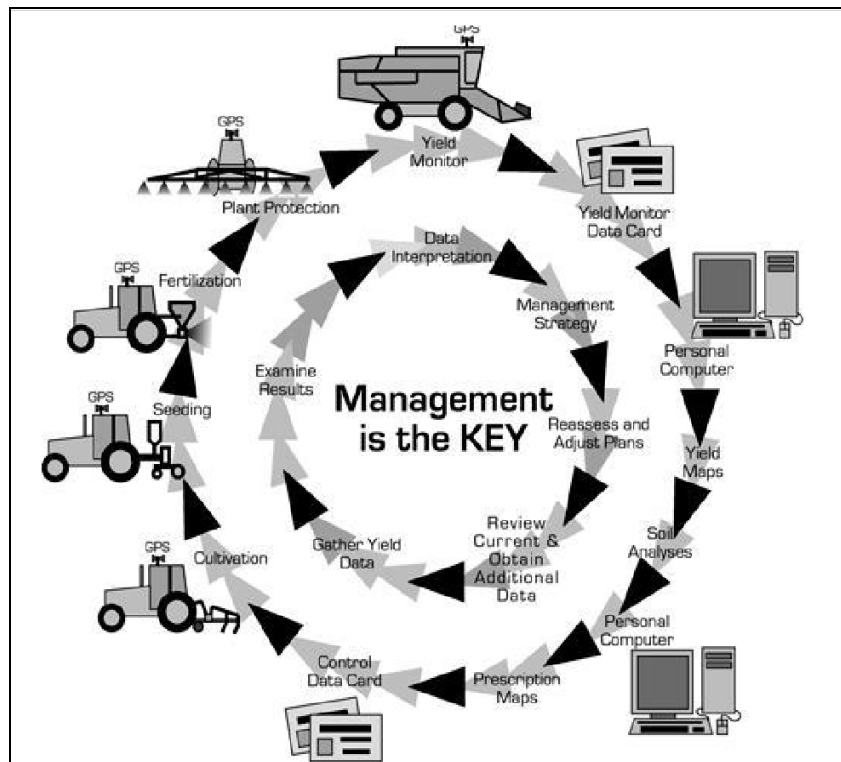 GPS
Yield
Monitor
Yield Monitor
Data Card
Personal
Computer
Yield Maps
Soil
Analyses
Personal
Computer
Prescription
Maps
Control
Data Card
Cultivation
GPS
Seeding
GPS
Fertilization
GPS
Plant Protection
GPS
Data
Interpretation
Management
Strategy
Reassess and
Adjust Plans
Review
Current &
Obtain
Additional
Data
Gather Yield
Data
Examine
Results
Management
is the KEY